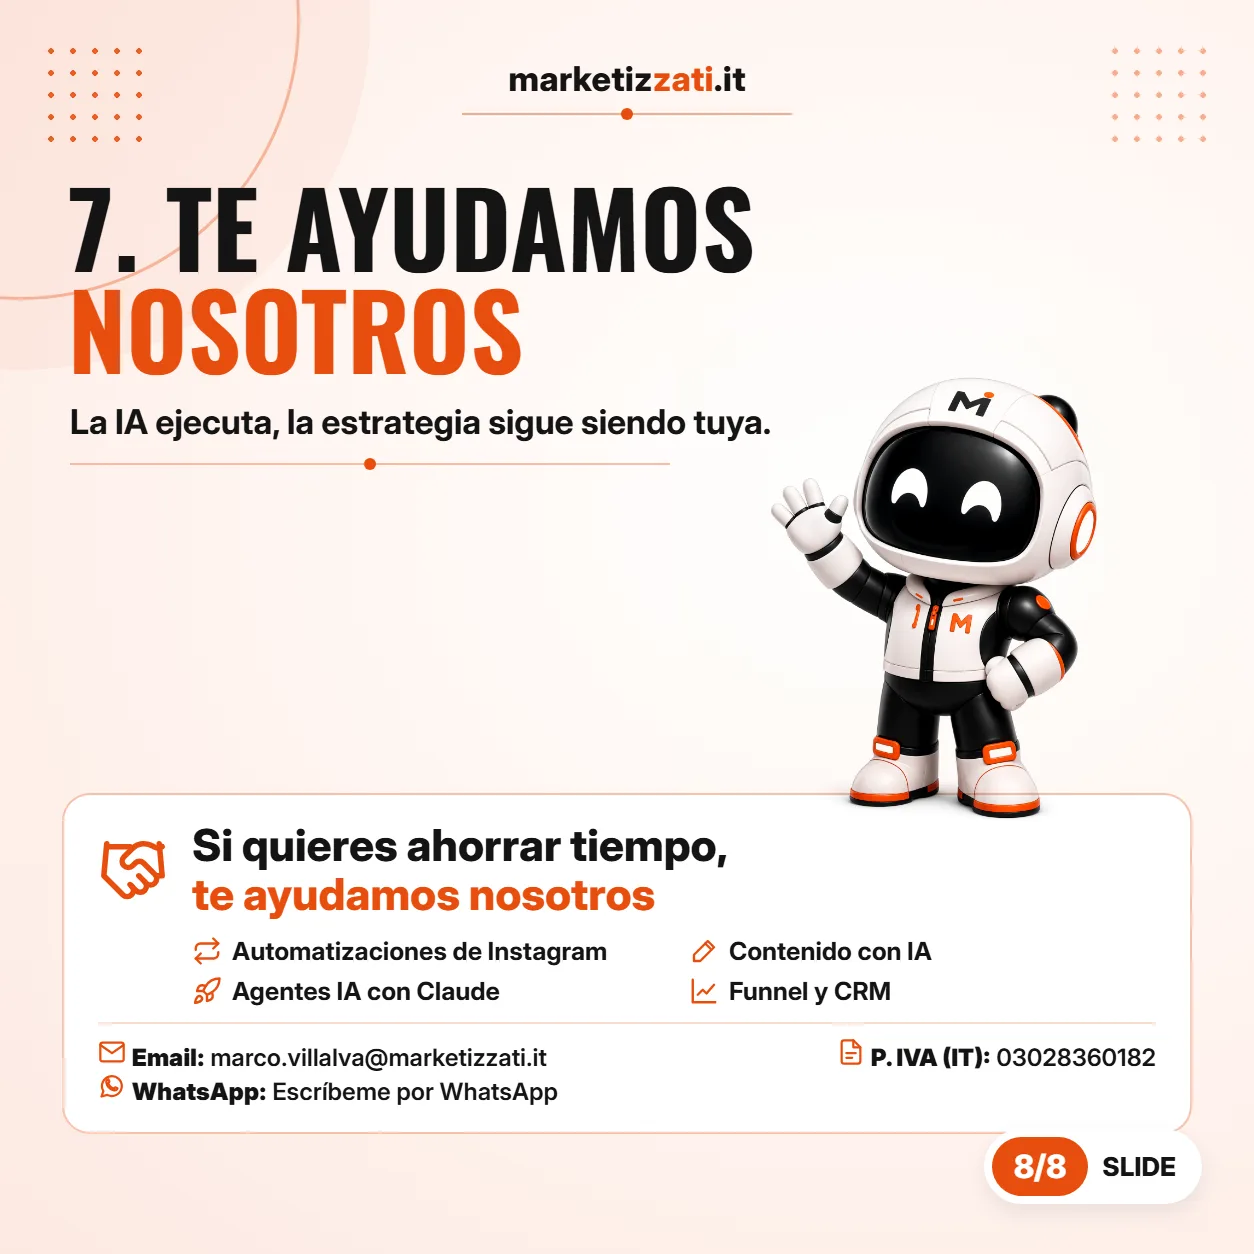 marketizzati.it
7. TE AYUDAMOS
NOSOTROS
La IA ejecuta, la estrategia sigue siendo tuya.
M
M
Si quieres ahorrar tiempo,
te ayudamos nosotros
Automatizaciones de Instagram
Contenido con IA
Agentes IA con Claude
Funnel y CRM
Email: marco.villalva@marketizzati.it
P. IVA (IT): 03028360182
WhatsApp: Escríbeme por WhatsApp
8/8 SLIDE